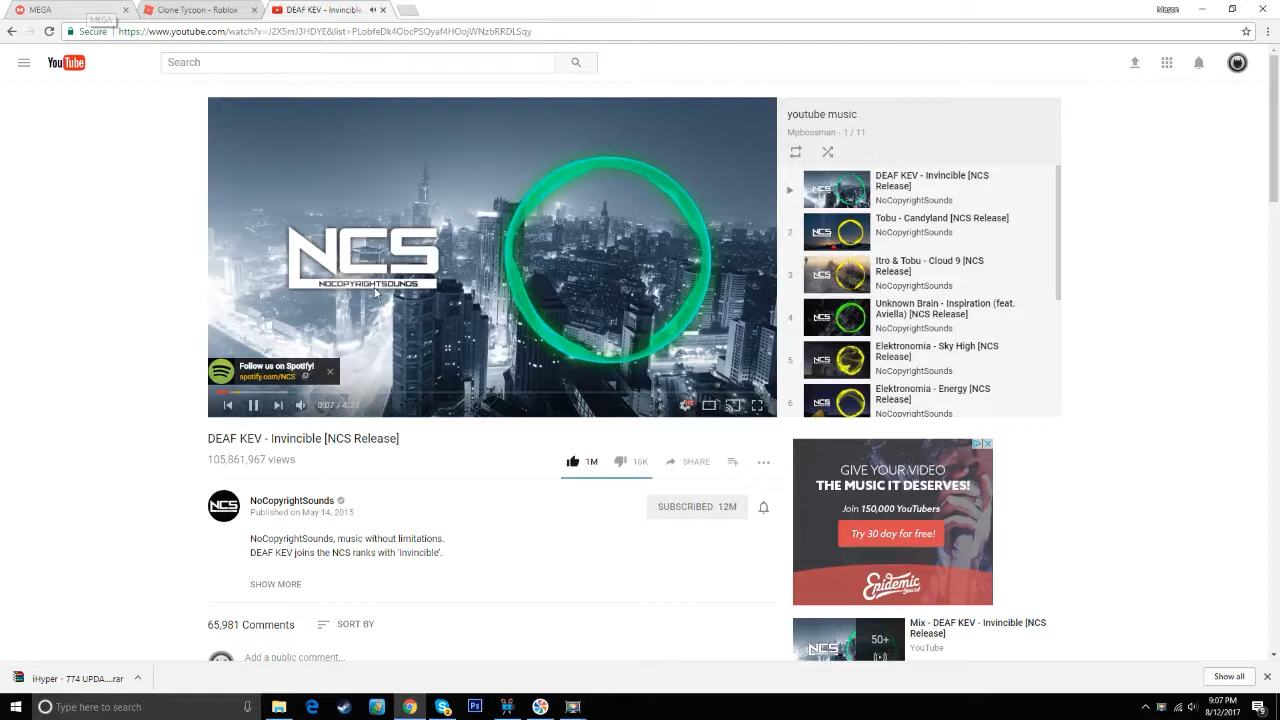 MEGA
Clone Tycoon - Roblox
DEAF KEV - Invincible
Mason
MEGA
Secure
https://www.youtube.com/watch?v=J2X5mJ3HDYE&list=PLobfeDk4ObcPSQyaf4HOojWNzbRRDLSqy
YouTube
Search
NCS
NOCOPYRIGHTSOUNDS
Follow us on Spotify!
spotify.com/NCS
0:07 / 4:33
youtube music
Mpbossman - 1 / 11
DEAF KEV - Invincible [NCS
Release]
NoCopyrightSounds
2
Tobu - Candyland [NCS Release]
NoCopyrightSounds
3
Itro & Tobu - Cloud 9 [NCS
Release]
NoCopyrightSounds
4
Unknown Brain - Inspiration (feat.
Aviella) [NCS Release]
NoCopyrightSounds
5
Elektronomia - Sky High [NCS
Release]
NoCopyrightSounds
6
Elektronomia - Energy [NCS
Release]
NoCopyrightSounds
DEAF KEV - Invincible [NCS Release]
105,861,967 views
1M
16K
SHARE
NoCopyrightSounds
Published on May 14, 2015
SUBSCRIBED 12M
NoCopyrightSounds, music without limitations.
DEAF KEV joins the NCS ranks with 'Invincible'.
SHOW MORE
65,981 Comments
SORT BY
Add a public comment...
GIVE YOUR VIDEO
THE MUSIC IT DESERVES!
Join 150,000 YouTubers
Try 30 day for free!
Epidemic
Sound
50+
Mix - DEAF KEV - Invincible [NCS
Release]
YouTube
iHyper - 774 UPDA....rar
Show all
Type here to search
9:07 PM
8/12/2017